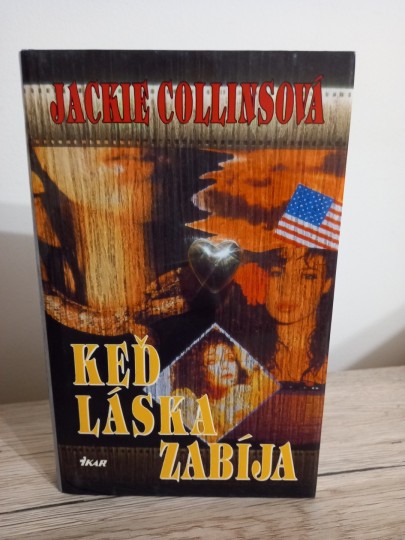 JACKIE COLLINSOVÁ
KEĎ
LÁSKA
ZABÍJA
IKAR